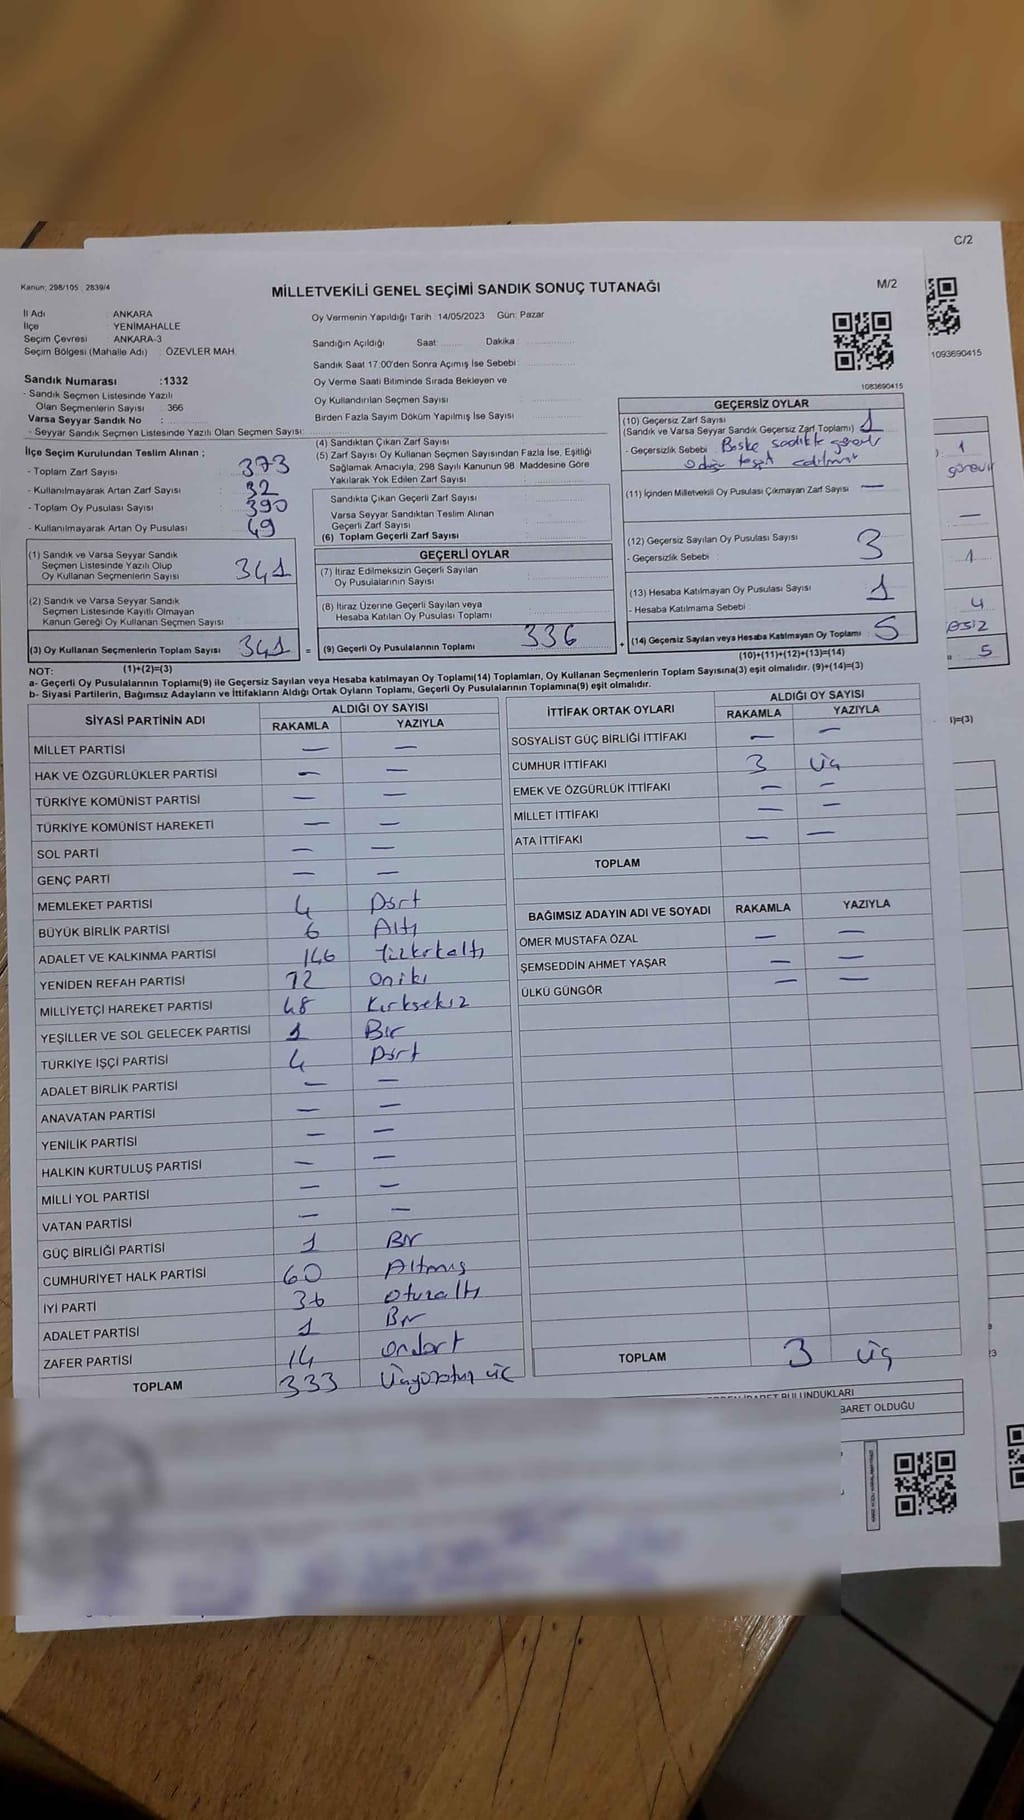 C/2
1093690415
Kanun; 298/105 2839/4
MİLLETVEKİLİ GENEL SEÇİMİ SANDIK SONUÇ TUTANAĞI
M/2
İl Adı : ANKARA
İlçe : YENİMAHALLE
Seçim Çevresi : ANKARA-3
Seçim Bölgesi (Mahalle Adı) : ÖZEVLER MAH.
Sandık Numarası :1332
- Sandık Seçmen Listesinde Yazılı
Olan Seçmenlerin Sayısı : 366
Varsa Seyyar Sandık No :
- Seyyar Sandık Seçmen Listesinde Yazılı Olan Seçmen Sayısı:
Oy Vermenin Yapıldığı Tarih : 14/05/2023 Gün: Pazar
Sandığın Açıldığı Saat: Dakika :
Sandık Saat 17.00'den Sonra Açımış İse Sebebi :
Oy Verme Saati Bitiminde Sırada Bekleyen ve
Oy Kullandırılan Seçmen Sayısı :
Birden Fazla Sayım Döküm Yapılmış İse Sayısı :
1083690415
İlçe Seçim Kurulundan Teslim Alınan ;
- Toplam Zarf Sayısı : 373
- Kullanılmayarak Artan Zarf Sayısı : 32
- Toplam Oy Pusulası Sayısı : 390
- Kullanılmayarak Artan Oy Pusulası : 49
(1) Sandık ve Varsa Seyyar Sandık
Seçmen Listesinde Yazılı Olup
Oy Kullanan Seçmenlerin Sayısı : 341
(2) Sandık ve Varsa Seyyar Sandık
Seçmen Listesinde Kayıtlı Olmayan
Kanun Gereği Oy Kullanan Seçmen Sayısı :
(3) Oy Kullanan Seçmenlerin Toplam Sayısı : 341
(4) Sandıktan Çıkan Zarf Sayısı :
(5) Zarf Sayısı Oy Kullanan Seçmen Sayısından Fazla İse, Eşitliği
Sağlamak Amacıyla, 298 Sayılı Kanunun 98. Maddesine Göre
Yakılarak Yok Edilen Zarf Sayısı :
Sandıkta Çıkan Geçerli Zarf Sayısı :
Varsa Seyyar Sandıktan Teslim Alınan
Geçerli Zarf Sayısı :
(6) Toplam Geçerli Zarf Sayısı :
GEÇERLİ OYLAR
(7) İtiraz Edilmeksizin Geçerli Sayılan
Oy Pusulalarının Sayısı :
(8) İtiraz Üzerine Geçerli Sayılan veya
Hesaba Katılan Oy Pusulası Toplamı :
= (9) Geçerli Oy Pusulalarının Toplamı : 336
GEÇERSİZ OYLAR
(10) Geçersiz Zarf Sayısı
(Sandık ve Varsa Seyyar Sandık Geçersiz Zarf Toplamı) : 1
- Geçersizlik Sebebi : Başka sandıkta görevli
olduğu tespit edilmiş
(11) İçinden Milletvekili Oy Pusulası Çıkmayan Zarf Sayısı : —
(12) Geçersiz Sayılan Oy Pusulası Sayısı : 3
- Geçersizlik Sebebi :
(13) Hesaba Katılmayan Oy Pusulası Sayısı : 1
- Hesaba Katılmama Sebebi :
+ (14) Geçersiz Sayılan veya Hesaba Katılmayan Oy Toplamı : 5
NOT: (1)+(2)=(3)
(10)+(11)+(12)+(13)=(14)
a- Geçerli Oy Pusulalarının Toplamı(9) ile Geçersiz Sayılan veya Hesaba katılmayan Oy Toplamı(14) Toplamları, Oy Kullanan Seçmenlerin Toplam Sayısına(3) eşit olmalıdır. (9)+(14)=(3)
b- Siyasi Partilerin, Bağımsız Adayların ve İttifakların Aldığı Ortak Oyların Toplamı, Geçerli Oy Pusulalarının Toplamına(9) eşit olmalıdır.
SİYASİ PARTİNİN ADI ALDIĞI OY SAYISI
RAKAMLA YAZIYLA
MİLLET PARTİSİ — —
HAK VE ÖZGÜRLÜKLER PARTİSİ — —
TÜRKİYE KOMÜNİST PARTİSİ — —
TÜRKİYE KOMÜNİST HAREKETİ — —
SOL PARTİ — —
GENÇ PARTİ — —
MEMLEKET PARTİSİ 4 Dört
BÜYÜK BİRLİK PARTİSİ 6 Altı
ADALET VE KALKINMA PARTİSİ 146 Yüzkırkaltı
YENİDEN REFAH PARTİSİ 12 Oniki
MİLLİYETÇİ HAREKET PARTİSİ 48 Kırksekiz
YEŞİLLER VE SOL GELECEK PARTİSİ 1 Bir
TÜRKİYE İŞÇİ PARTİSİ 4 Dört
ADALET BİRLİK PARTİSİ — —
ANAVATAN PARTİSİ — —
YENİLİK PARTİSİ — —
HALKIN KURTULUŞ PARTİSİ — —
MİLLİ YOL PARTİSİ — —
VATAN PARTİSİ — —
GÜÇ BİRLİĞİ PARTİSİ 1 Bir
CUMHURİYET HALK PARTİSİ 60 Altmış
İYİ PARTİ 36 Otuzaltı
ADALET PARTİSİ 1 Bir
ZAFER PARTİSİ 14 Ondört
TOPLAM 333 Üçyüzotuz üç
İTTİFAK ORTAK OYLARI ALDIĞI OY SAYISI
RAKAMLA YAZIYLA
SOSYALİST GÜÇ BİRLİĞİ İTTİFAKI — —
CUMHUR İTTİFAKI 3 Üç
EMEK VE ÖZGÜRLÜK İTTİFAKI — —
MİLLET İTTİFAKI — —
ATA İTTİFAKI — —
TOPLAM
BAĞIMSIZ ADAYIN ADI VE SOYADI RAKAMLA YAZIYLA
ÖMER MUSTAFA ÖZAL — —
ŞEMSEDDİN AHMET YAŞAR — —
ÜLKÜ GÜNGÖR — —
TOPLAM 3 Üç
BULUNDUKLARI
BARET OLDUĞU
1
görevli
—
1
4
5
)=(3)